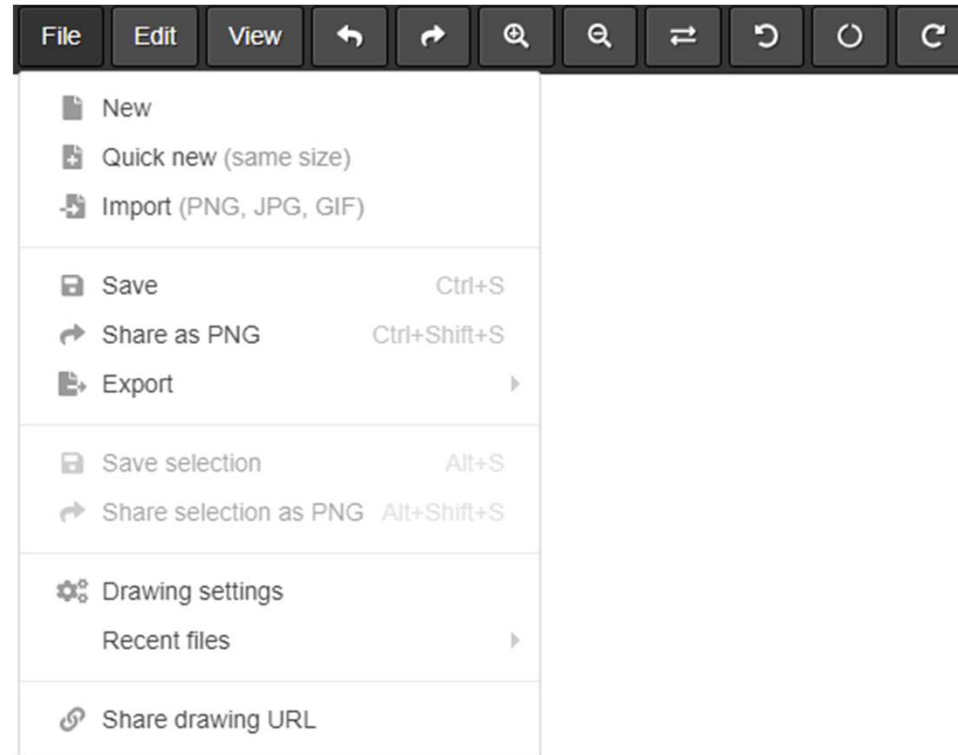 File Edit View
New
Quick new (same size)
Import (PNG, JPG, GIF)
Save Ctrl+S
Share as PNG Ctrl+Shift+S
Export
Save selection Alt+S
Share selection as PNG Alt+Shift+S
Drawing settings
Recent files
Share drawing URL